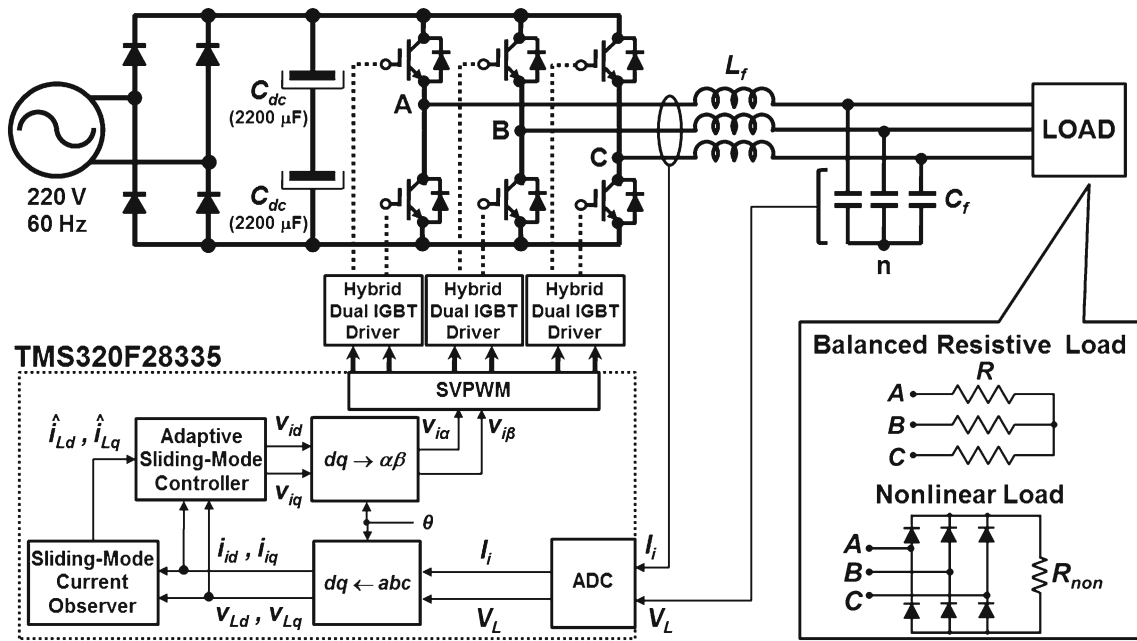 220 V
60 Hz
C_dc
(2200 µF)
C_dc
(2200 µF)
A
B
C
L_f
LOAD
C_f
n
Hybrid
Dual IGBT
Driver
Hybrid
Dual IGBT
Driver
Hybrid
Dual IGBT
Driver
TMS320F28335
SVPWM
î_Ld , î_Lq
Adaptive
Sliding-Mode
Controller
v_id
v_iq
dq → αβ
v_iα
v_iβ
θ
Sliding-Mode
Current
Observer
i_id , i_iq
v_Ld , v_Lq
dq ← abc
I_i
V_L
ADC
I_i
V_L
Balanced Resistive Load
R
A
B
C
Nonlinear Load
A
B
C
R_non